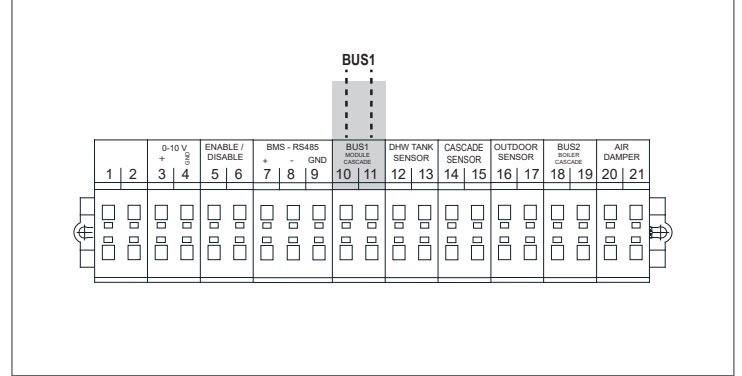 BUS1
0-10 V
+ GND
ENABLE / DISABLE
BMS - RS485
+ - GND
BUS1
MODULE
CASCADE
DHW TANK
SENSOR
CASCADE
SENSOR
OUTDOOR
SENSOR
BUS2
BOILER
CASCADE
AIR
DAMPER
1 2 3 4 5 6 7 8 9 10 11 12 13 14 15 16 17 18 19 20 21